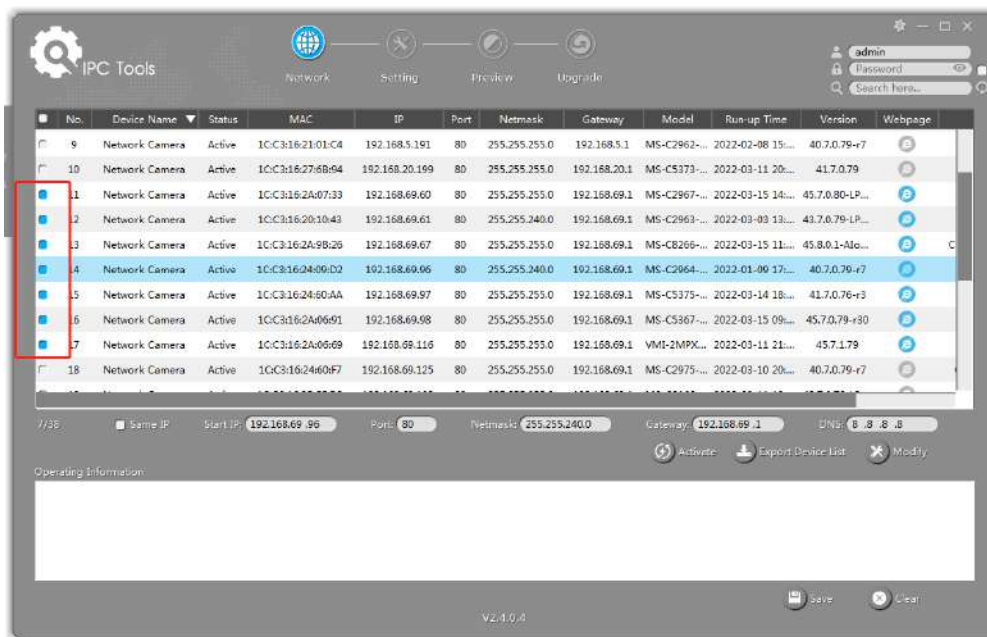 IPC Tools
Network
Setting
Preview
Upgrade
admin
Password
Search here...
No. Device Name ▼ Status MAC IP Port Netmask Gateway Model Run-up Time Version Webpage
9 Network Camera Active 1C:C3:16:21:01:C4 192.168.5.191 80 255.255.255.0 192.168.5.1 MS-C2962-... 2022-02-08 15:... 40.7.0.79-r7
10 Network Camera Active 1C:C3:16:27:6B:94 192.168.20.199 80 255.255.255.0 192.168.20.1 MS-C5373-... 2022-03-11 20:... 41.7.0.79
11 Network Camera Active 1C:C3:16:2A:07:33 192.168.69.60 80 255.255.255.0 192.168.69.1 MS-C2967-... 2022-03-15 14:... 45.7.0.80-LP...
12 Network Camera Active 1C:C3:16:20:10:43 192.168.69.61 80 255.255.240.0 192.168.69.1 MS-C2963-... 2022-03-03 13:... 43.7.0.79-LP...
13 Network Camera Active 1C:C3:16:2A:9B:26 192.168.69.67 80 255.255.255.0 192.168.69.1 MS-C8266-... 2022-03-15 11:... 45.8.0.1-AIo... C
14 Network Camera Active 1C:C3:16:24:09:D2 192.168.69.96 80 255.255.240.0 192.168.69.1 MS-C2964-... 2022-01-09 17:... 40.7.0.79-r7
15 Network Camera Active 1C:C3:16:24:60:AA 192.168.69.97 80 255.255.255.0 192.168.69.1 MS-C5375-... 2022-03-14 18:... 41.7.0.76-r3
16 Network Camera Active 1C:C3:16:2A:06:91 192.168.69.98 80 255.255.255.0 192.168.69.1 MS-C5367-... 2022-03-15 09:... 45.7.0.79-r30
17 Network Camera Active 1C:C3:16:2A:06:69 192.168.69.116 80 255.255.255.0 192.168.69.1 VMI-2MPX... 2022-03-11 21:... 45.7.1.79
18 Network Camera Active 1C:C3:16:24:60:F7 192.168.69.125 80 255.255.255.0 192.168.69.1 MS-C2975-... 2022-03-10 20:... 40.7.0.79-r7
7/38 Same IP Start IP: 192.168.69 .96 Port: 80 Netmask: 255.255.240.0 Gateway: 192.168.69 .1 DNS: 8 .8 .8 .8
Activate Export Device List Modify
Operating Information
Save Clear
V2.4.0.4